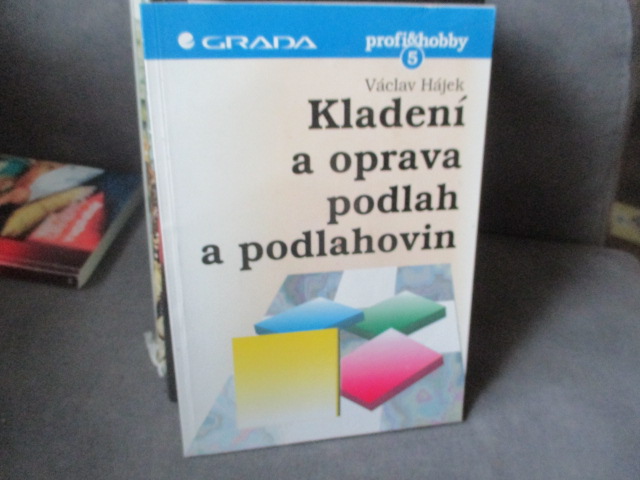 GRADA profi&hobby
5
Václav Hájek
Kladení
a oprava
podlah
a podlahovin